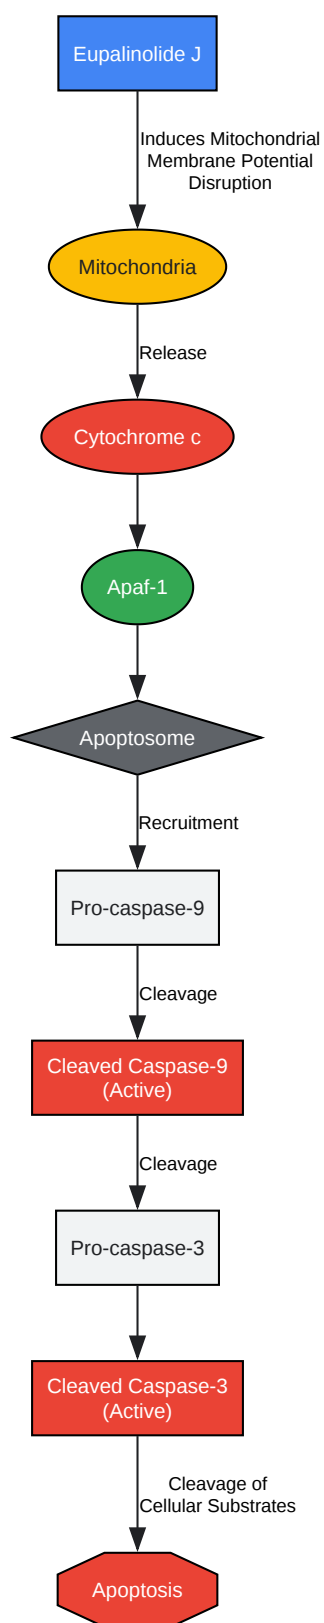 Eupalinolide J
Induces Mitochondrial
Membrane Potential
Disruption
Mitochondria
Release
Cytochrome c
Apaf-1
Apoptosome
Recruitment
Pro-caspase-9
Cleavage
Cleaved Caspase-9
(Active)
Cleavage
Pro-caspase-3
Cleaved Caspase-3
(Active)
Cleavage of
Cellular Substrates
Apoptosis